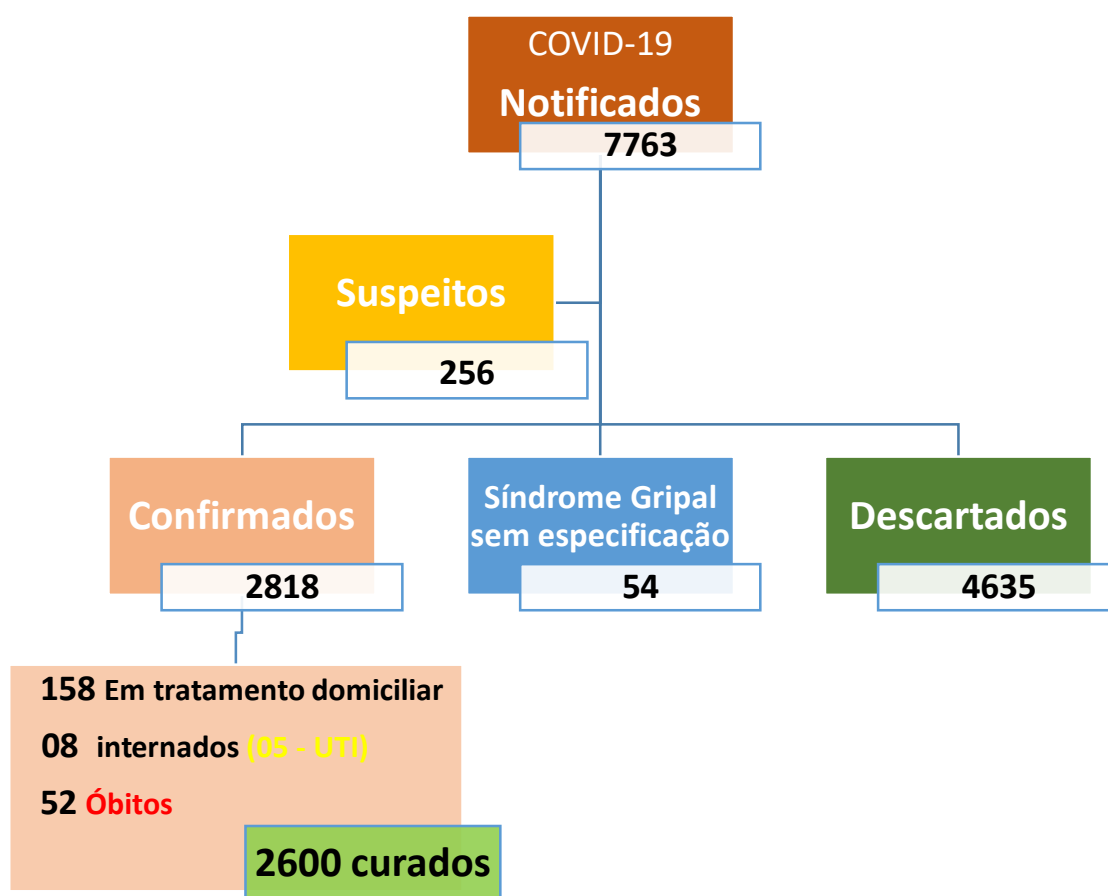 COVID-19
Notificados
7763
Suspeitos
256
Confirmados
2818
Síndrome Gripal
sem especificação
54
Descartados
4635
158 Em tratamento domiciliar
08 internados (05 - UTI)
52 Óbitos
2600 curados